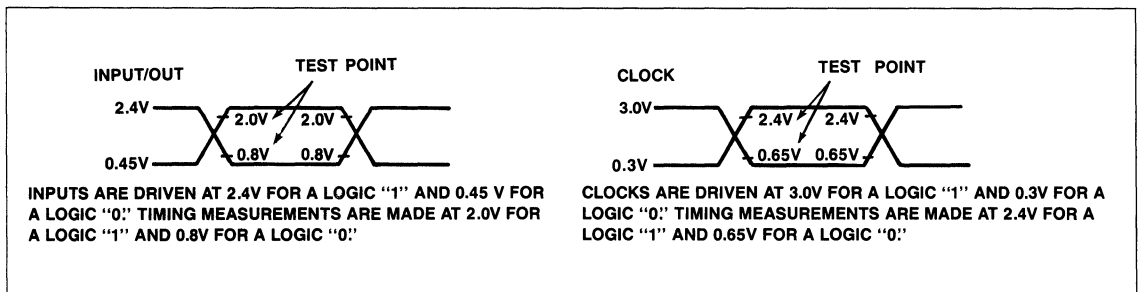 INPUT/OUT
TEST POINT
2.4V
2.0V 2.0V
0.8V 0.8V
0.45V
INPUTS ARE DRIVEN AT 2.4V FOR A LOGIC "1" AND 0.45 V FOR
A LOGIC "0." TIMING MEASUREMENTS ARE MADE AT 2.0V FOR
A LOGIC "1" AND 0.8V FOR A LOGIC "0."
CLOCK
TEST POINT
3.0V
2.4V 2.4V
0.65V 0.65V
0.3V
CLOCKS ARE DRIVEN AT 3.0V FOR A LOGIC "1" AND 0.3V FOR A
LOGIC "0." TIMING MEASUREMENTS ARE MADE AT 2.4V FOR A
LOGIC "1" AND 0.65V FOR A LOGIC "0."